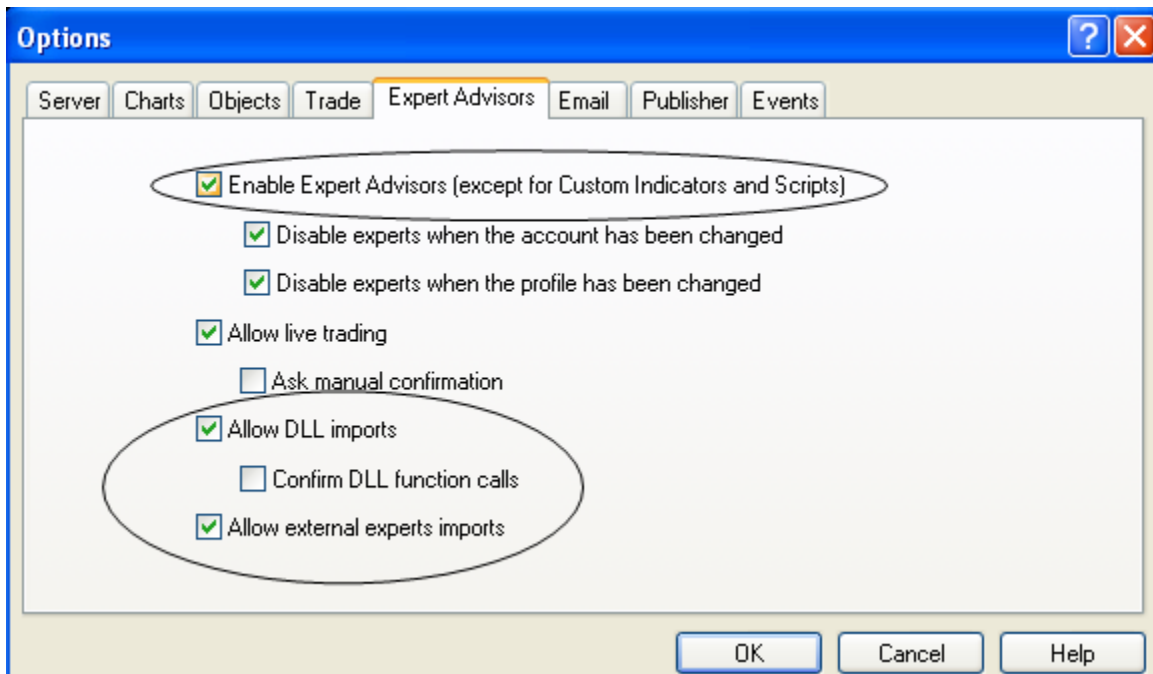 Options
Server Charts Objects Trade Expert Advisors Email Publisher Events
Enable Expert Advisors (except for Custom Indicators and Scripts)
Disable experts when the account has been changed
Disable experts when the profile has been changed
Allow live trading
Ask manual confirmation
Allow DLL imports
Confirm DLL function calls
Allow external experts imports
OK Cancel Help